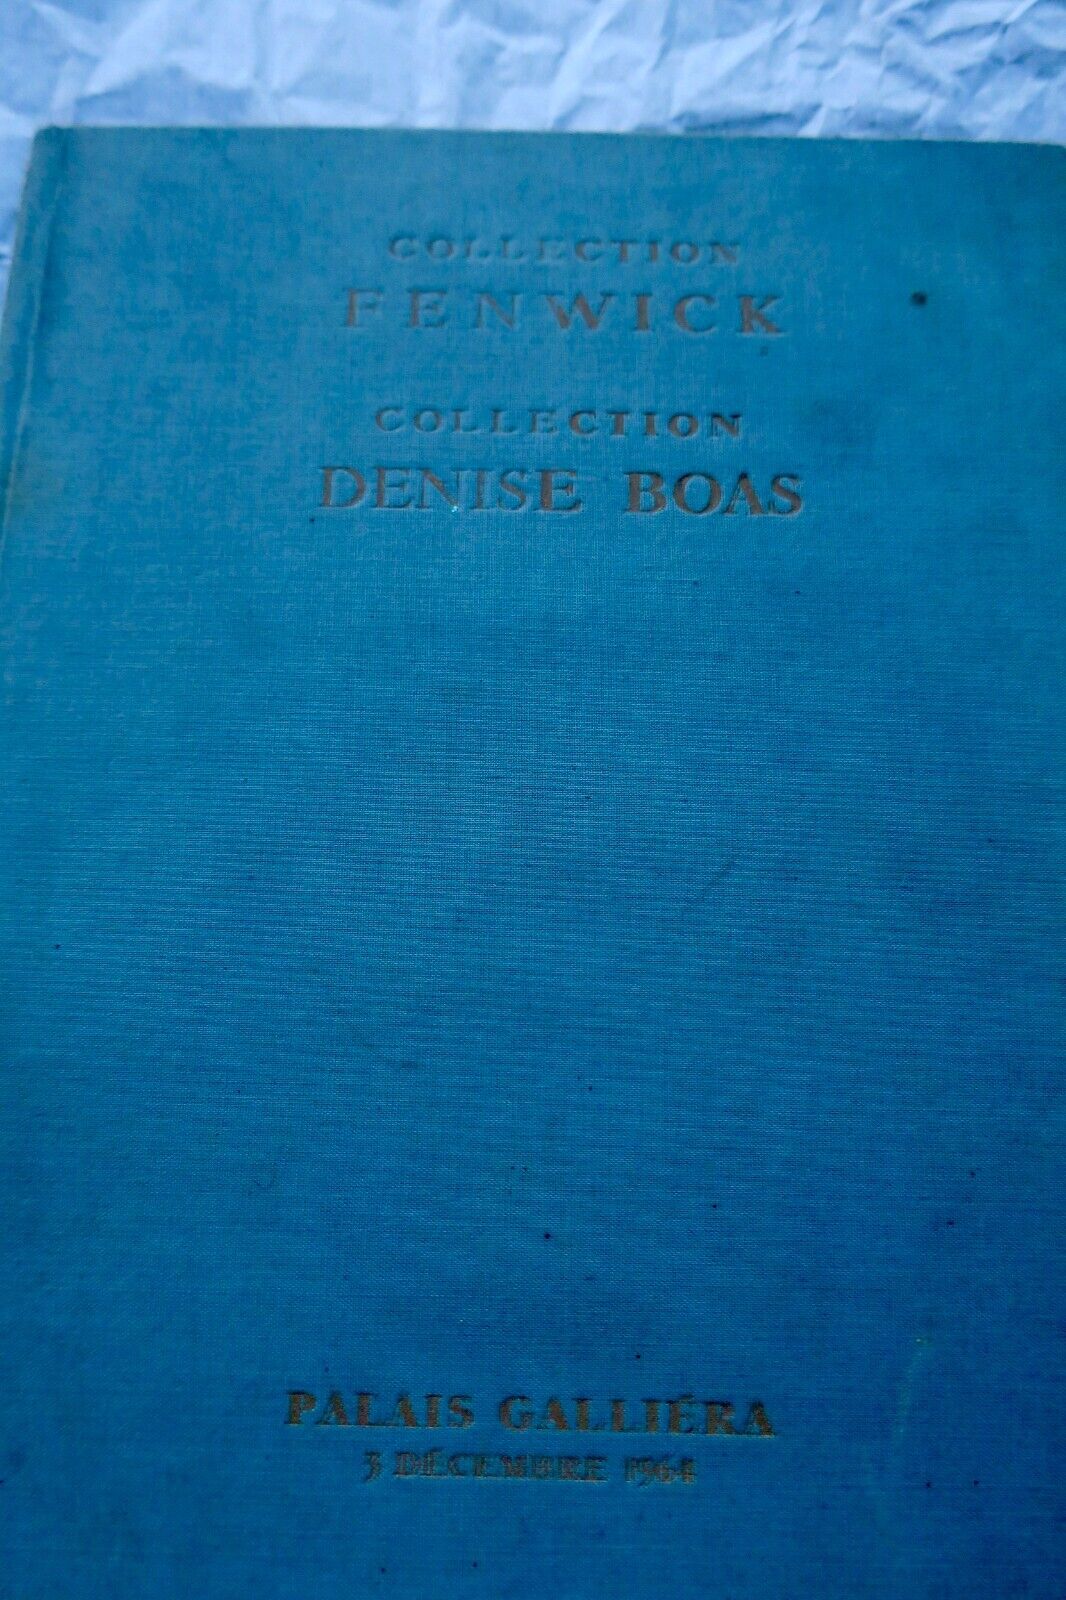 COLLECTION
FENWICK
COLLECTION
DENISE BOAS
PALAIS GALLIÉRA
3 DÉCEMBRE 1964